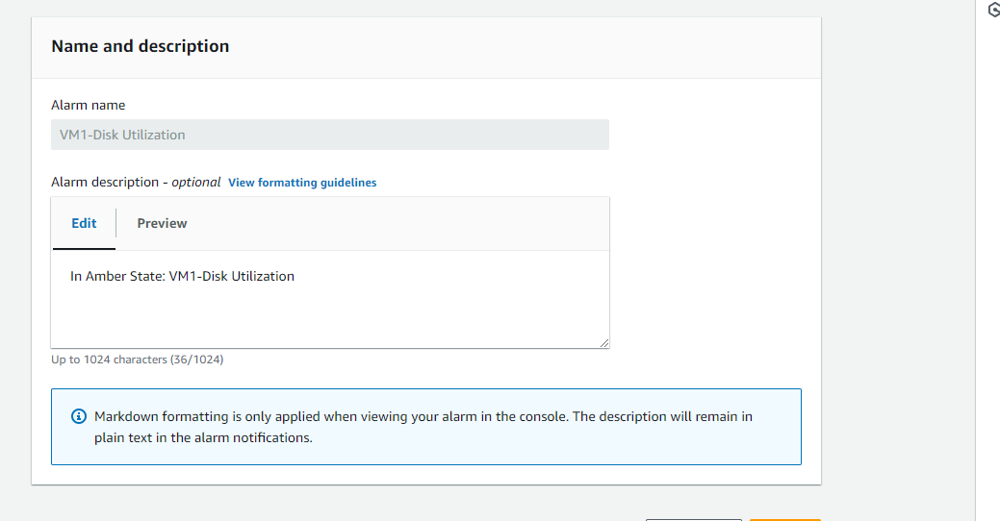 Name and description
Alarm name
VM1-Disk Utilization
Alarm description - optional View formatting guidelines
Edit
Preview
In Amber State: VM1-Disk Utilization
Up to 1024 characters (36/1024)
Markdown formatting is only applied when viewing your alarm in the console. The description will remain in
plain text in the alarm notifications.